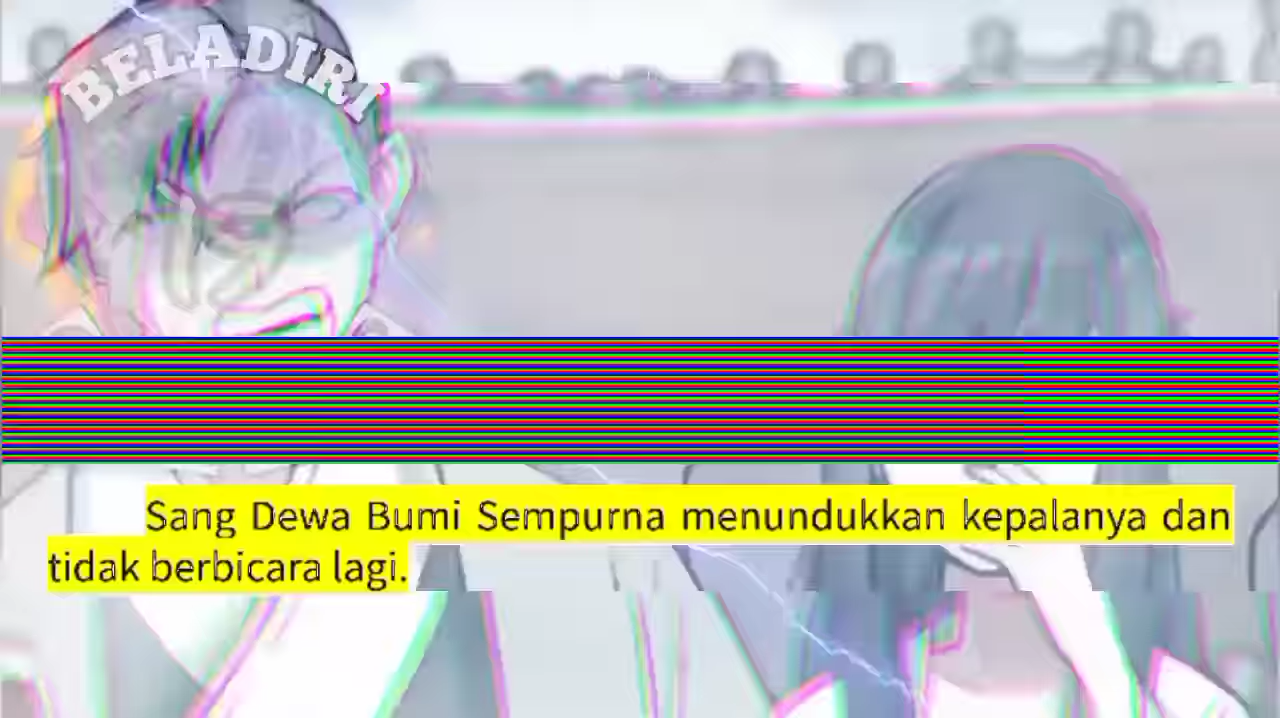 BELADIRI
Sang Dewa Bumi Sempurna menundukkan kepalanya dan
tidak berbicara lagi.